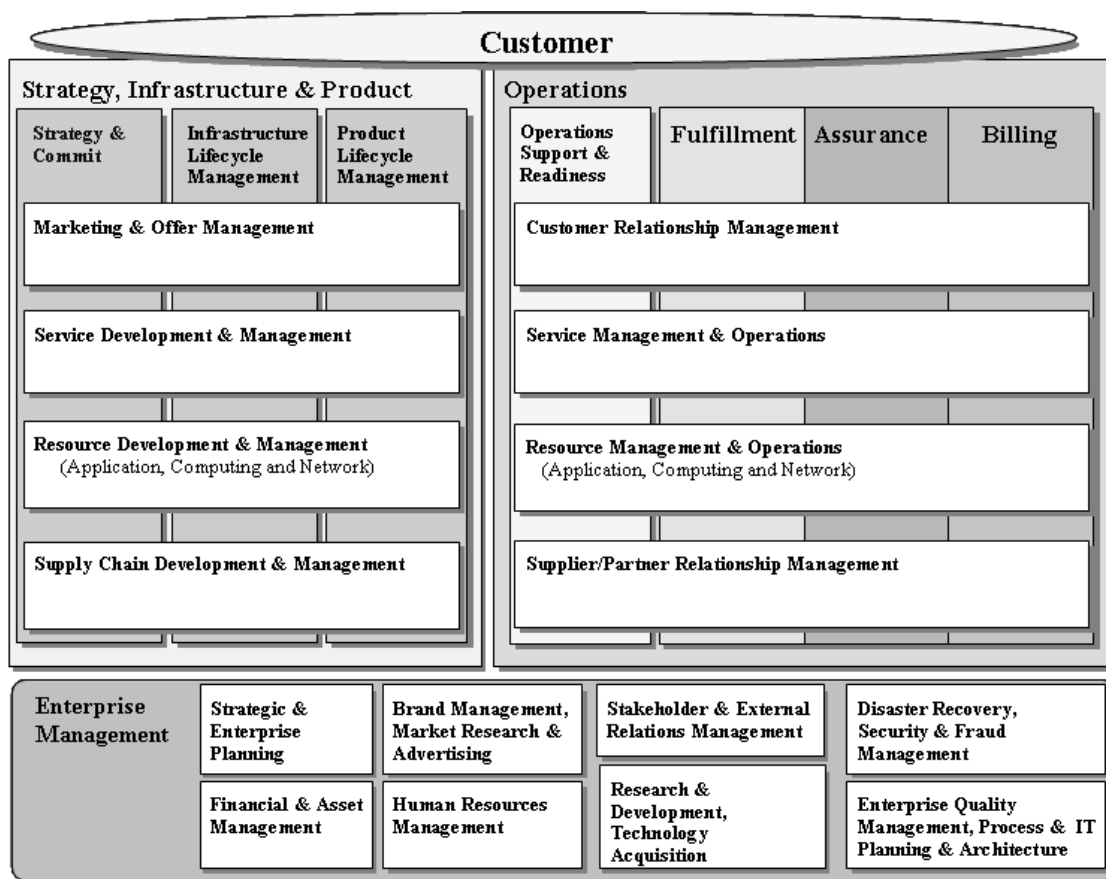 Customer
Strategy, Infrastructure & Product
Strategy &
Commit
Infrastructure
Lifecycle
Management
Product
Lifecycle
Management
Marketing & Offer Management
Service Development & Management
Resource Development & Management
(Application, Computing and Network)
Supply Chain Development & Management
Operations
Operations
Support &
Readiness
Fulfillment
Assurance
Billing
Customer Relationship Management
Service Management & Operations
Resource Management & Operations
(Application, Computing and Network)
Supplier/Partner Relationship Management
Enterprise
Management
Strategic &
Enterprise
Planning
Brand Management,
Market Research &
Advertising
Stakeholder & External
Relations Management
Disaster Recovery,
Security & Fraud
Management
Financial & Asset
Management
Human Resources
Management
Research &
Development,
Technology
Acquisition
Enterprise Quality
Management, Process & IT
Planning & Architecture